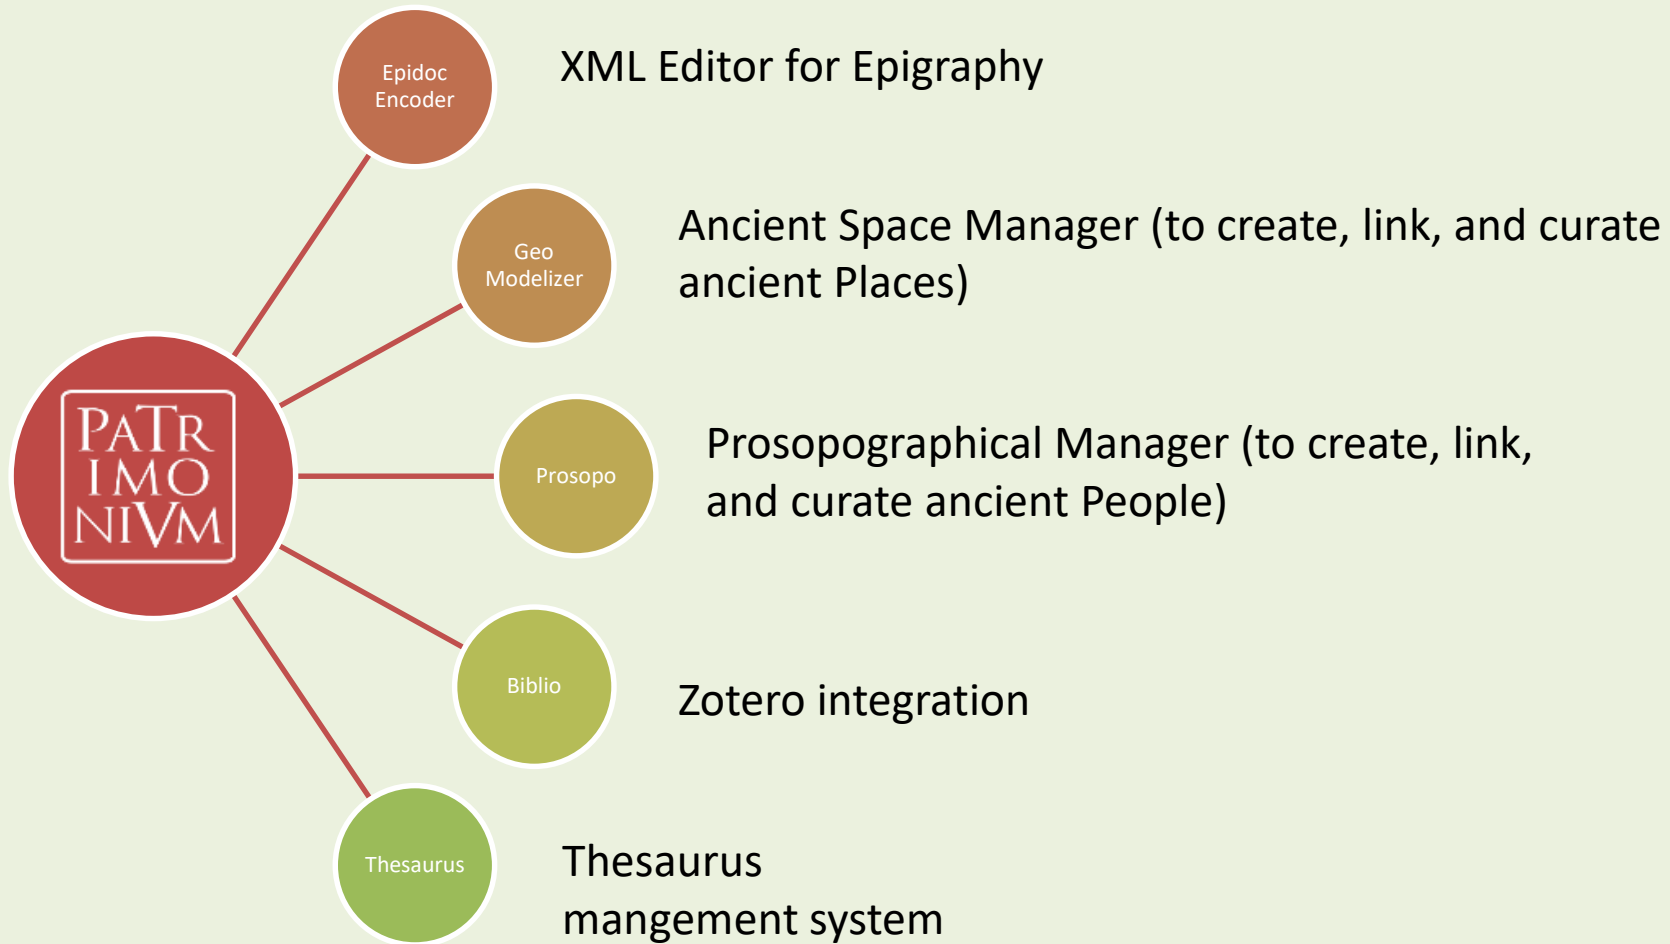 Epidoc
Encoder
XML Editor for Epigraphy
Geo
Modelizer
Ancient Space Manager (to create, link, and curate
ancient Places)
PATR
IMO
NIVM
Prosopo
Prosopographical Manager (to create, link,
and curate ancient People)
Biblio
Zotero integration
Thesaurus
Thesaurus
mangement system